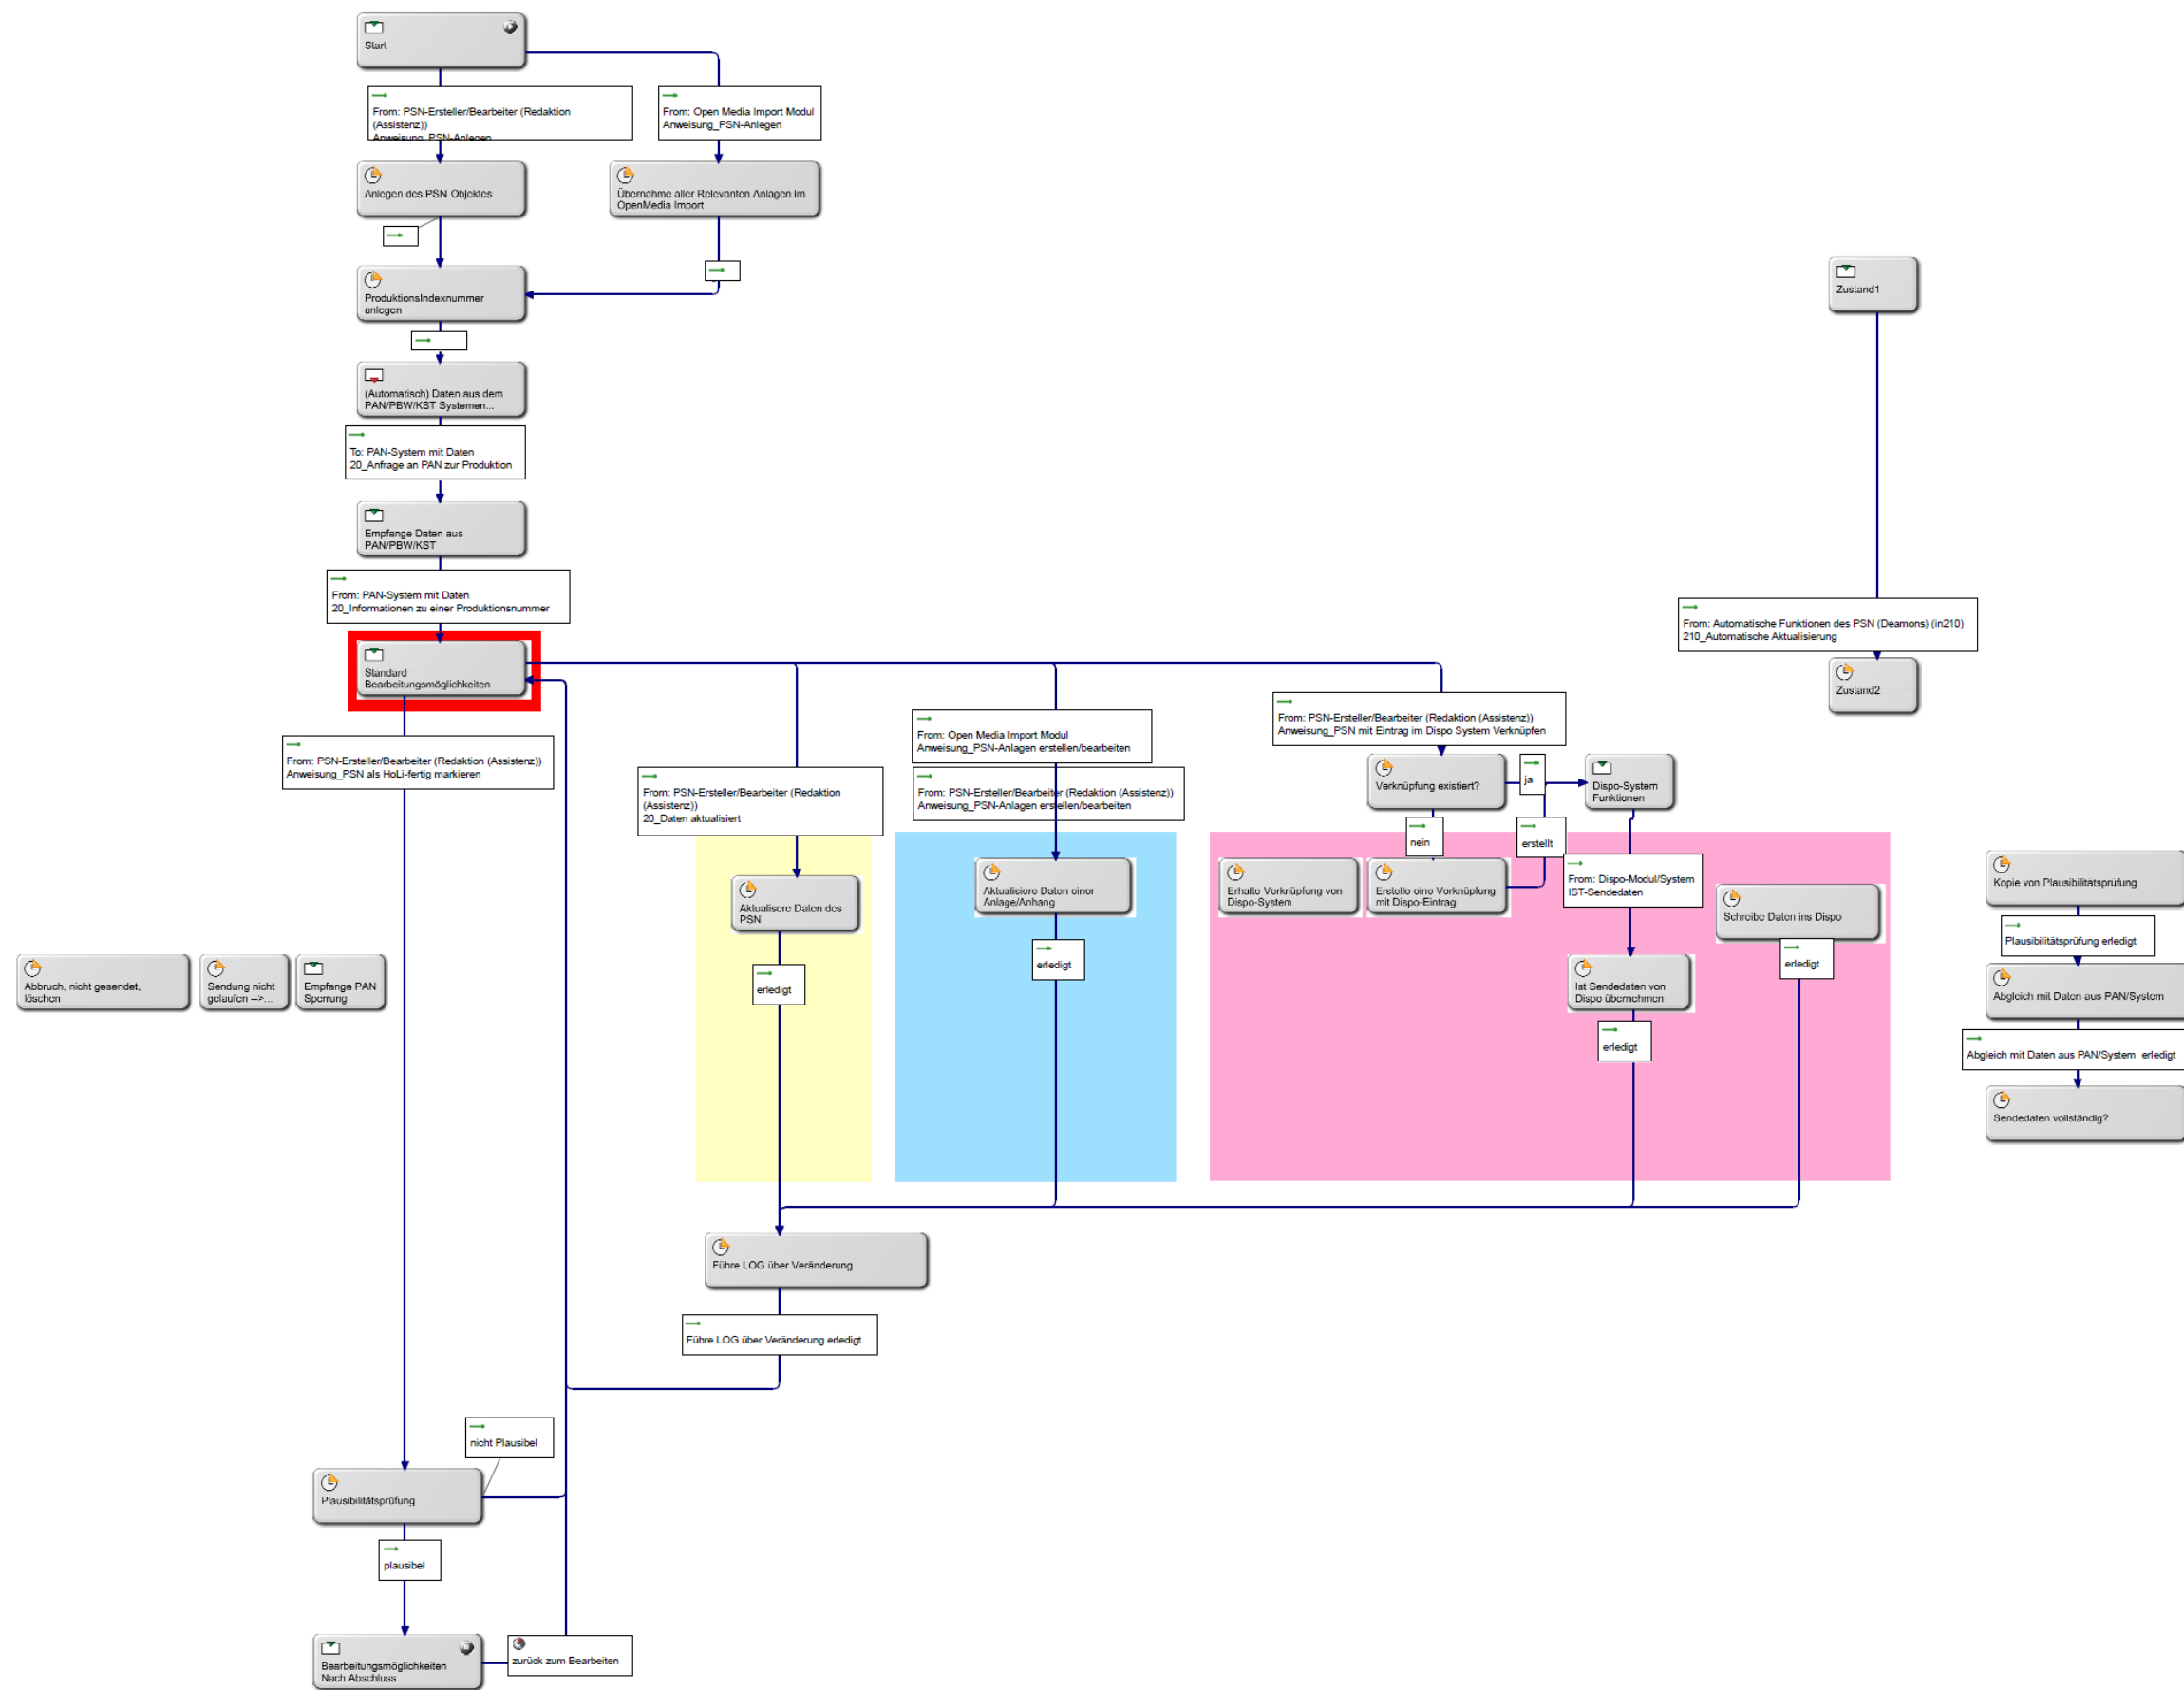 Start
From: PSN-Ersteller/Bearbeiter (Redaktion
(Assistenz))
Anweisung_PSN-Anlegen
From: Open Media Import Modul
Anweisung_PSN-Anlegen
Anlegen des PSN Objektes
Übernahme aller Relevanten Anlagen im
OpenMedia Import
ProduktionsIndexnummer
anlegen
(Automatisch) Daten aus dem
PAN/PBW/KST Systemen...
To: PAN-System mit Daten
20_Anfrage an PAN zur Produktion
Empfange Daten aus
PAN/PBW/KST
From: PAN-System mit Daten
20_Informationen zu einer Produktionsnummer
Standard
Bearbeitungsmöglichkeiten
From: PSN-Ersteller/Bearbeiter (Redaktion (Assistenz))
Anweisung_PSN als HoLi-fertig markieren
From: PSN-Ersteller/Bearbeiter (Redaktion
(Assistenz))
20_Daten aktualisiert
From: Open Media Import Modul
Anweisung_PSN-Anlagen erstellen/bearbeiten
From: PSN-Ersteller/Bearbeiter (Redaktion (Assistenz))
Anweisung_PSN-Anlagen erstellen/bearbeiten
From: PSN-Ersteller/Bearbeiter (Redaktion (Assistenz))
Anweisung_PSN mit Eintrag im Dispo System Verknüpfen
Verknüpfung existiert?
ja
Dispo-System
Funktionen
nein
erstellt
Aktualisere Daten des
PSN
erledigt
Aktualisiere Daten einer
Anlage/Anhang
erledigt
Erhalte Verknüpfung von
Dispo-System
Erstelle eine Verknüpfung
mit Dispo-Eintrag
From: Dispo-Modul/System
IST-Sendedaten
Schreibe Daten ins Dispo
erledigt
Ist Sendedaten von
Dispo übernehmen
erledigt
Zustand1
From: Automatische Funktionen des PSN (Deamons) (in210)
210_Automatische Aktualisierung
Zustand2
Kopie von Plausibilitätsprüfung
Plausibilitätsprüfung erledigt
Abgleich mit Daten aus PAN/System
Abgleich mit Daten aus PAN/System erledigt
Sendedaten vollständig?
Abbruch, nicht gesendet,
löschen
Sendung nicht
gelaufen -->...
Empfange PAN
Sperrung
Führe LOG über Veränderung
Führe LOG über Veränderung erledigt
nicht Plausibel
Plausibilitätsprüfung
plausibel
Bearbeitungsmöglichkeiten
Nach Abschluss
zurück zum Bearbeiten